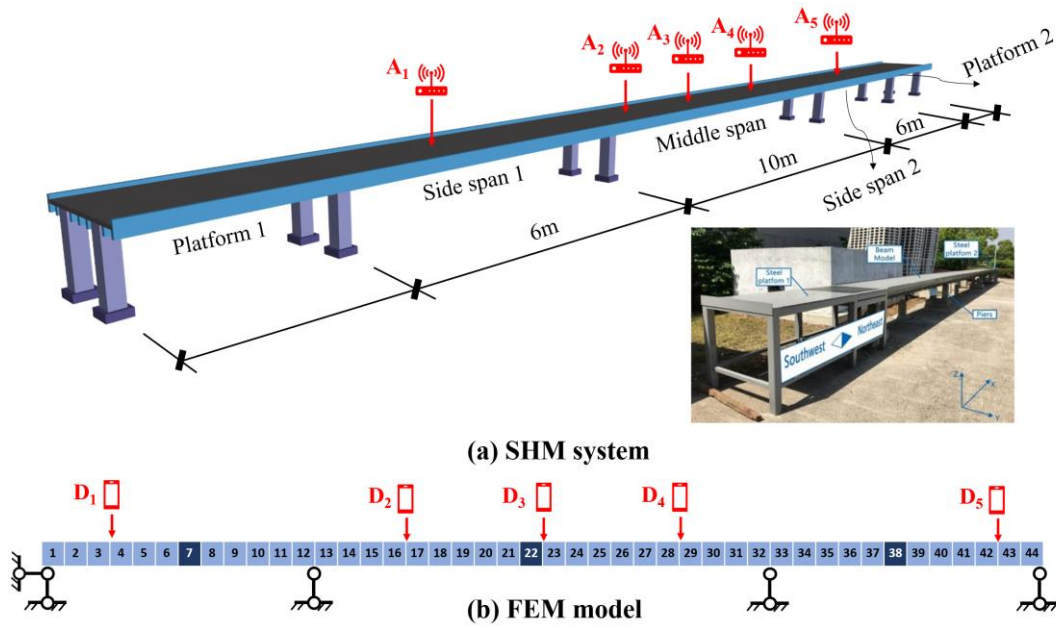 A5
A4
A3
A2
A1
Platform 2
Middle span
6m
10m
Side span 1
Side span 2
Platform 1
6m
Steel platfom 2
Beam Model
Steel platfom 1
Piers
Southwest
Northeast
Z
X
Y
(a) SHM system
D1
D2
D3
D4
D5
1 2 3 4 5 6 7 8 9 10 11 12 13 14 15 16 17 18 19 20 21 22 23 24 25 26 27 28 29 30 31 32 33 34 35 36 37 38 39 40 41 42 43 44
(b) FEM model